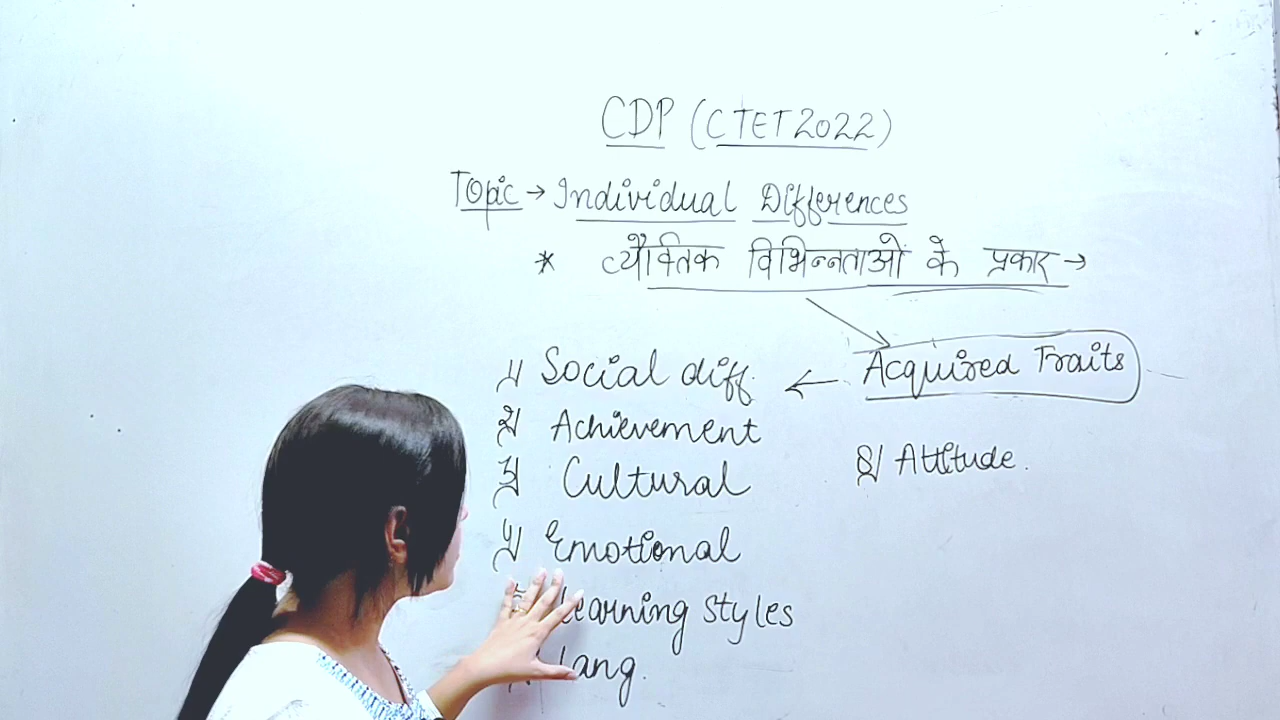 CDP (CTET 2022)
Topic → Individual Differences
* व्यैक्तिक विभिन्नताओं के प्रकार →
Acquired Traits
1) Social diff. ←
2) Achievement
3) Cultural
4) Emotional
Learning styles
Lang.
8) Attitude.